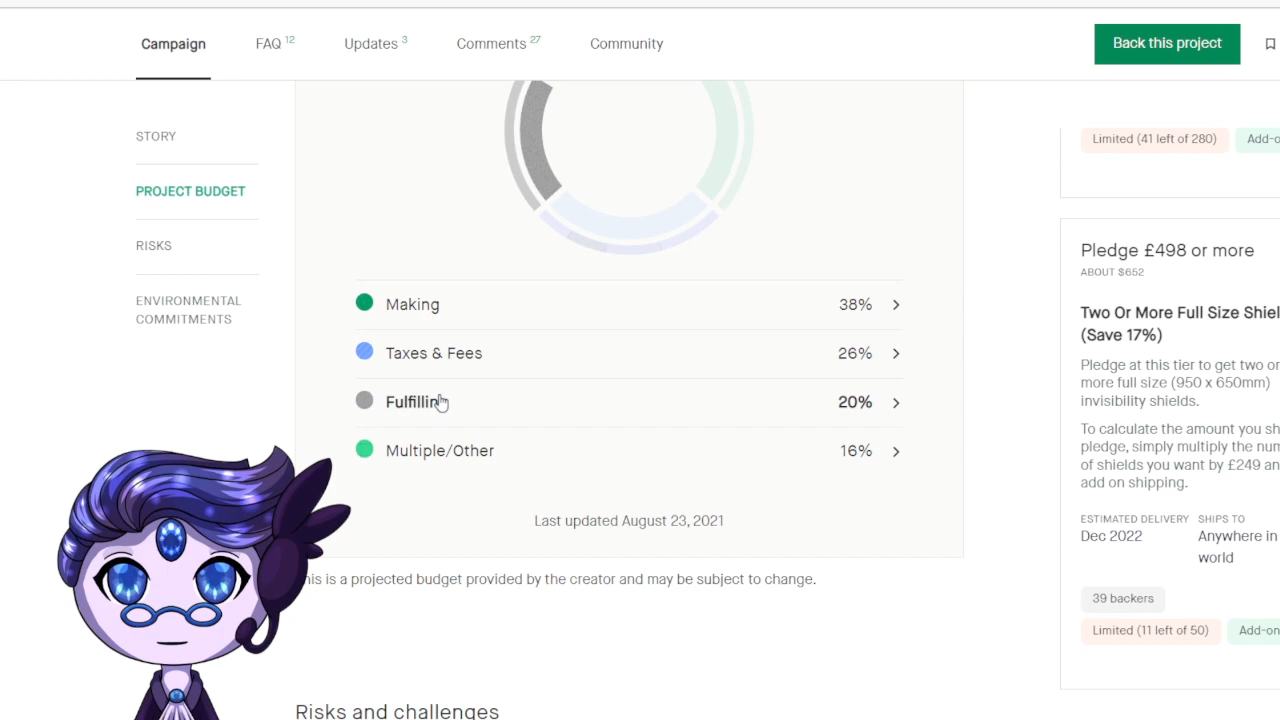 Campaign
FAQ 12
Updates 3
Comments 27
Community
Back this project
STORY
PROJECT BUDGET
RISKS
ENVIRONMENTAL
COMMITMENTS
Making 38%
Taxes & Fees 26%
Fulfillin 20%
Multiple/Other 16%
Last updated August 23, 2021
his is a projected budget provided by the creator and may be subject to change.
Risks and challenges
Limited (41 left of 280) Add-o
Pledge £498 or more
ABOUT $652
Two Or More Full Size Shiel
(Save 17%)
Pledge at this tier to get two or
more full size (950 x 650mm)
invisibility shields.
To calculate the amount you sh
pledge, simply multiply the num
of shields you want by £249 an
add on shipping.
ESTIMATED DELIVERY SHIPS TO
Dec 2022 Anywhere in
world
39 backers
Limited (11 left of 50) Add-on